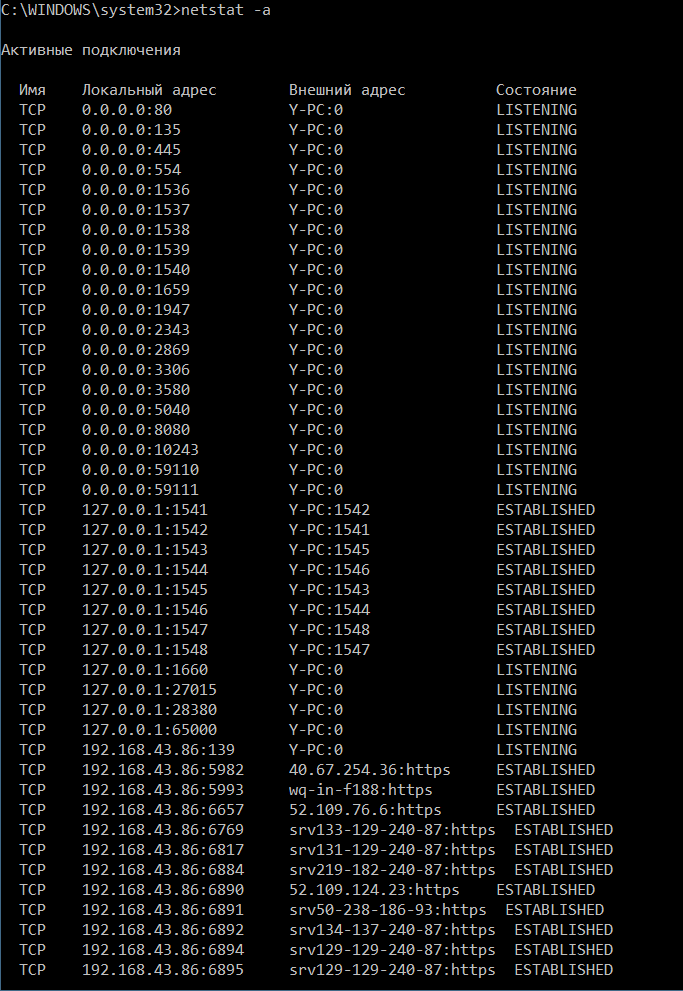 C:\WINDOWS\system32>netstat -a
Активные подключения
Имя Локальный адрес Внешний адрес Состояние
TCP 0.0.0.0:80 Y-PC:0 LISTENING
TCP 0.0.0.0:135 Y-PC:0 LISTENING
TCP 0.0.0.0:445 Y-PC:0 LISTENING
TCP 0.0.0.0:554 Y-PC:0 LISTENING
TCP 0.0.0.0:1536 Y-PC:0 LISTENING
TCP 0.0.0.0:1537 Y-PC:0 LISTENING
TCP 0.0.0.0:1538 Y-PC:0 LISTENING
TCP 0.0.0.0:1539 Y-PC:0 LISTENING
TCP 0.0.0.0:1540 Y-PC:0 LISTENING
TCP 0.0.0.0:1659 Y-PC:0 LISTENING
TCP 0.0.0.0:1947 Y-PC:0 LISTENING
TCP 0.0.0.0:2343 Y-PC:0 LISTENING
TCP 0.0.0.0:2869 Y-PC:0 LISTENING
TCP 0.0.0.0:3306 Y-PC:0 LISTENING
TCP 0.0.0.0:3580 Y-PC:0 LISTENING
TCP 0.0.0.0:5040 Y-PC:0 LISTENING
TCP 0.0.0.0:8080 Y-PC:0 LISTENING
TCP 0.0.0.0:10243 Y-PC:0 LISTENING
TCP 0.0.0.0:59110 Y-PC:0 LISTENING
TCP 0.0.0.0:59111 Y-PC:0 LISTENING
TCP 127.0.0.1:1541 Y-PC:1542 ESTABLISHED
TCP 127.0.0.1:1542 Y-PC:1541 ESTABLISHED
TCP 127.0.0.1:1543 Y-PC:1545 ESTABLISHED
TCP 127.0.0.1:1544 Y-PC:1546 ESTABLISHED
TCP 127.0.0.1:1545 Y-PC:1543 ESTABLISHED
TCP 127.0.0.1:1546 Y-PC:1544 ESTABLISHED
TCP 127.0.0.1:1547 Y-PC:1548 ESTABLISHED
TCP 127.0.0.1:1548 Y-PC:1547 ESTABLISHED
TCP 127.0.0.1:1660 Y-PC:0 LISTENING
TCP 127.0.0.1:27015 Y-PC:0 LISTENING
TCP 127.0.0.1:28380 Y-PC:0 LISTENING
TCP 127.0.0.1:65000 Y-PC:0 LISTENING
TCP 192.168.43.86:139 Y-PC:0 LISTENING
TCP 192.168.43.86:5982 40.67.254.36:https ESTABLISHED
TCP 192.168.43.86:5993 wq-in-f188:https ESTABLISHED
TCP 192.168.43.86:6657 52.109.76.6:https ESTABLISHED
TCP 192.168.43.86:6769 srv133-129-240-87:https ESTABLISHED
TCP 192.168.43.86:6817 srv131-129-240-87:https ESTABLISHED
TCP 192.168.43.86:6884 srv219-182-240-87:https ESTABLISHED
TCP 192.168.43.86:6890 52.109.124.23:https ESTABLISHED
TCP 192.168.43.86:6891 srv50-238-186-93:https ESTABLISHED
TCP 192.168.43.86:6892 srv134-137-240-87:https ESTABLISHED
TCP 192.168.43.86:6894 srv129-129-240-87:https ESTABLISHED
TCP 192.168.43.86:6895 srv129-129-240-87:https ESTABLISHED